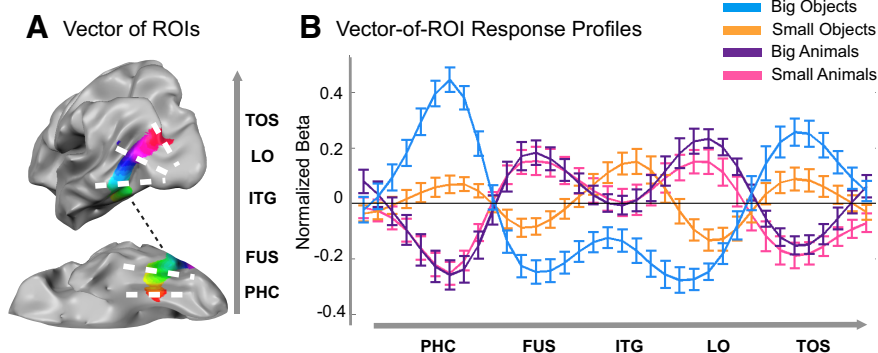 A Vector of ROIs
TOS
LO
ITG
FUS
PHC
B Vector-of-ROI Response Profiles
Big Objects
Small Objects
Big Animals
Small Animals
Normalized Beta
0.4
0.2
0
-0.2
-0.4
PHC FUS ITG LO TOS